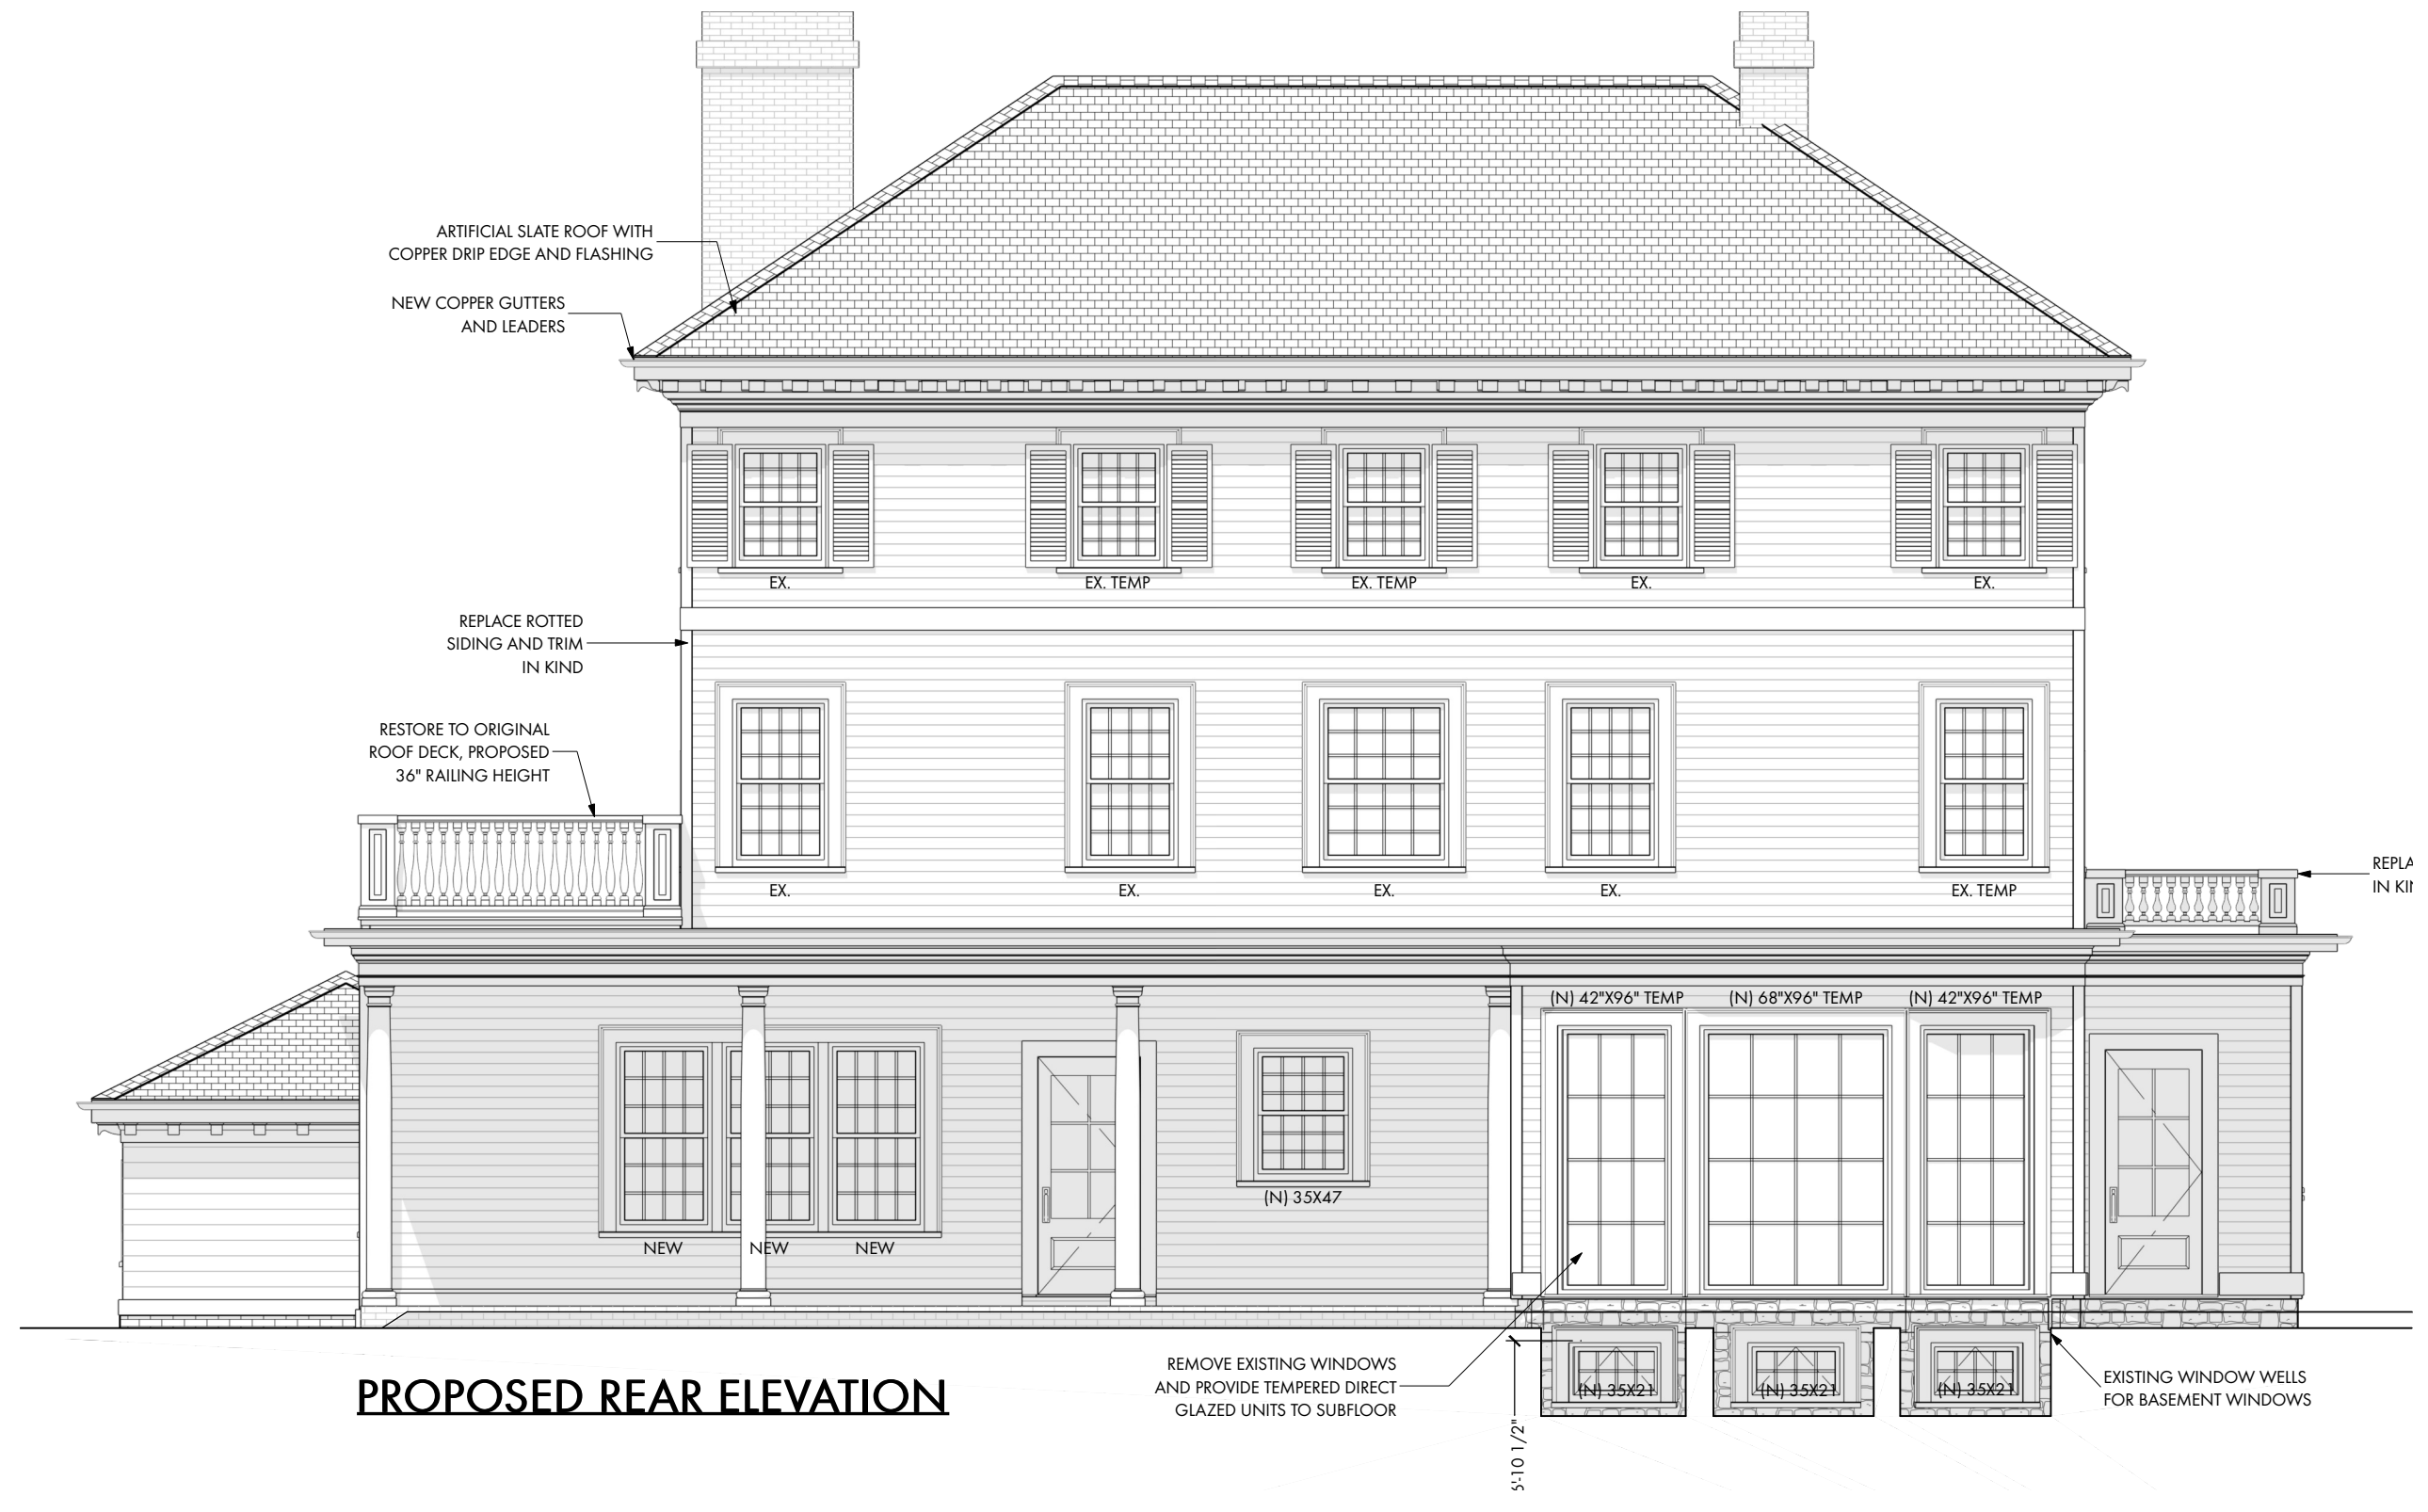 ARTIFICIAL SLATE ROOF WITH
COPPER DRIP EDGE AND FLASHING
NEW COPPER GUTTERS
AND LEADERS
EX.
EX. TEMP
EX. TEMP
EX.
EX.
REPLACE ROTTED
SIDING AND TRIM
IN KIND
RESTORE TO ORIGINAL
ROOF DECK, PROPOSED
36" RAILING HEIGHT
EX.
EX.
EX.
EX.
EX. TEMP
IN
(N) 42"X96" TEMP
(N) 68"X96" TEMP
(N) 42"X96" TEMP
(N) 35X47
NEW
NEW
NEW
REMOVE EXISTING WINDOWS
AND PROVIDE TEMPERED DIRECT
GLAZED UNITS TO SUBFLOOR
(N) 35X21
(N) 35X21
(N) 35X21
EXISTING WINDOW WELLS
FOR BASEMENT WINDOWS
PROPOSED REAR ELEVATION